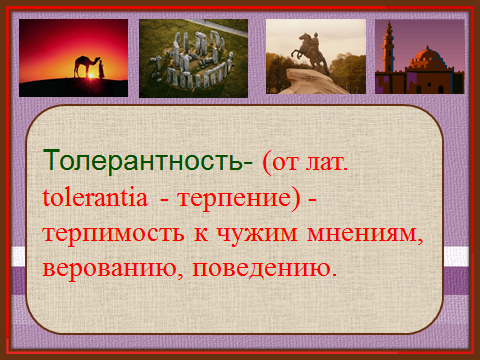 Толерантность- (от лат.
tolerantia - терпение) -
терпимость к чужим мнениям,
верованию, поведению.